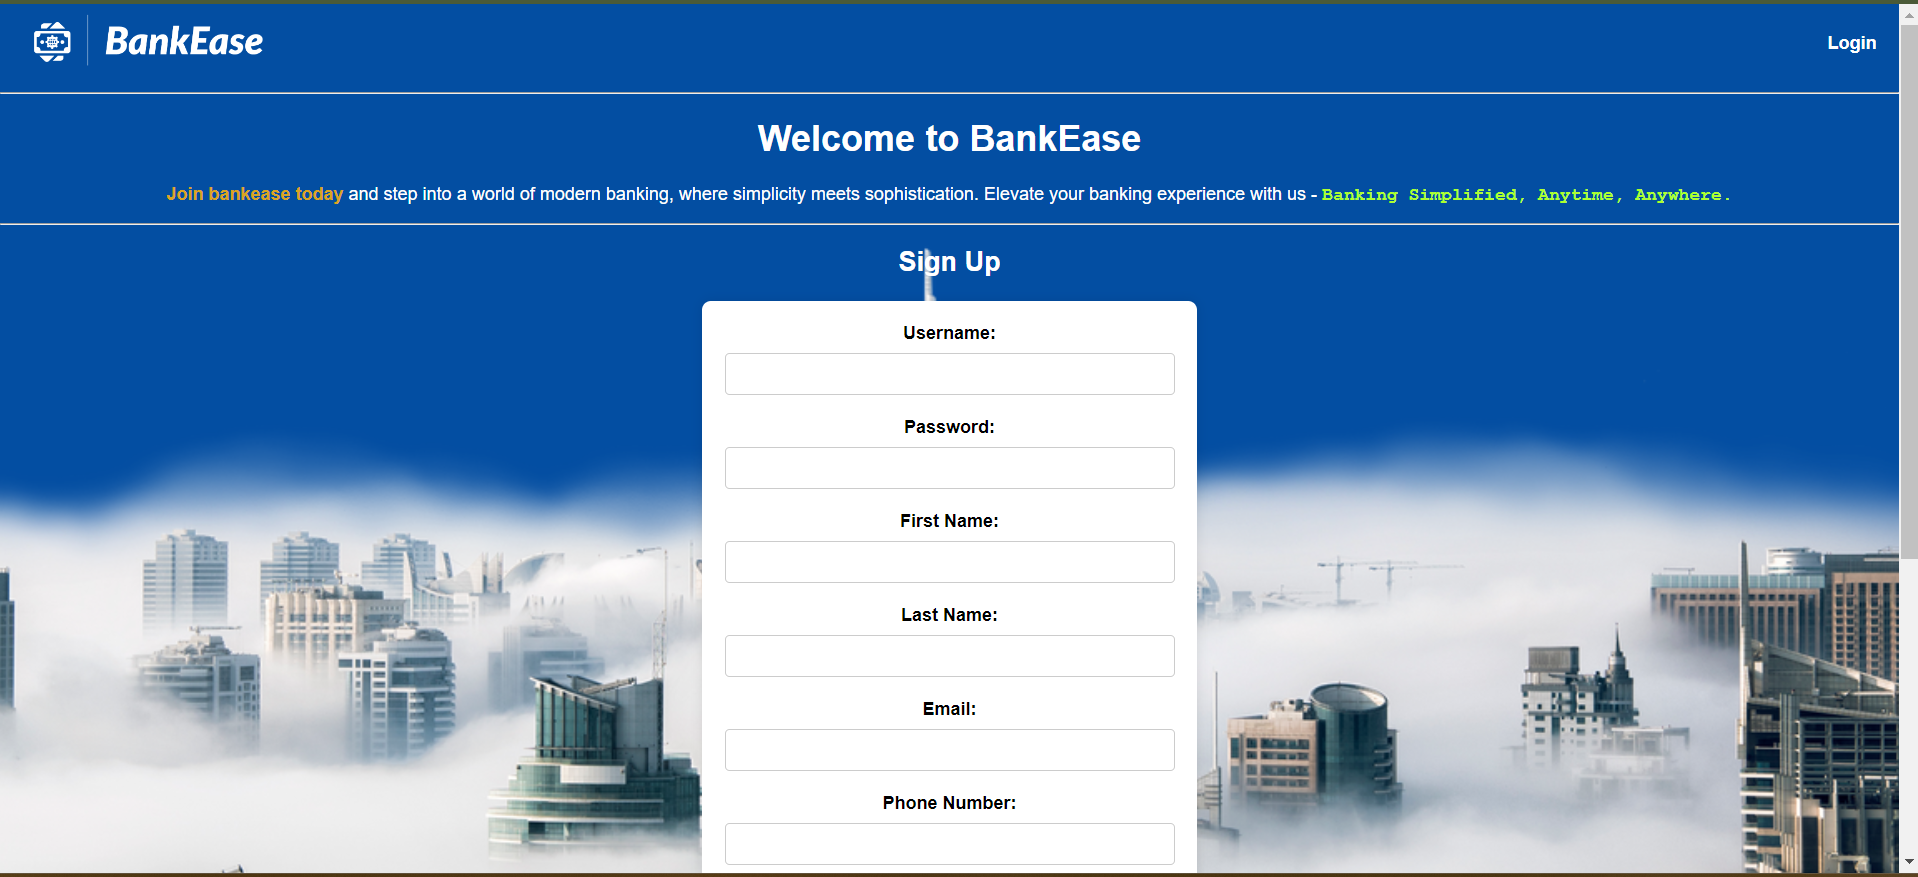 BankEase
Login
Welcome to BankEase
Join bankease today and step into a world of modern banking, where simplicity meets sophistication. Elevate your banking experience with us - Banking Simplified, Anytime, Anywhere.
Sign Up
Username:
Password:
First Name:
Last Name:
Email:
Phone Number: